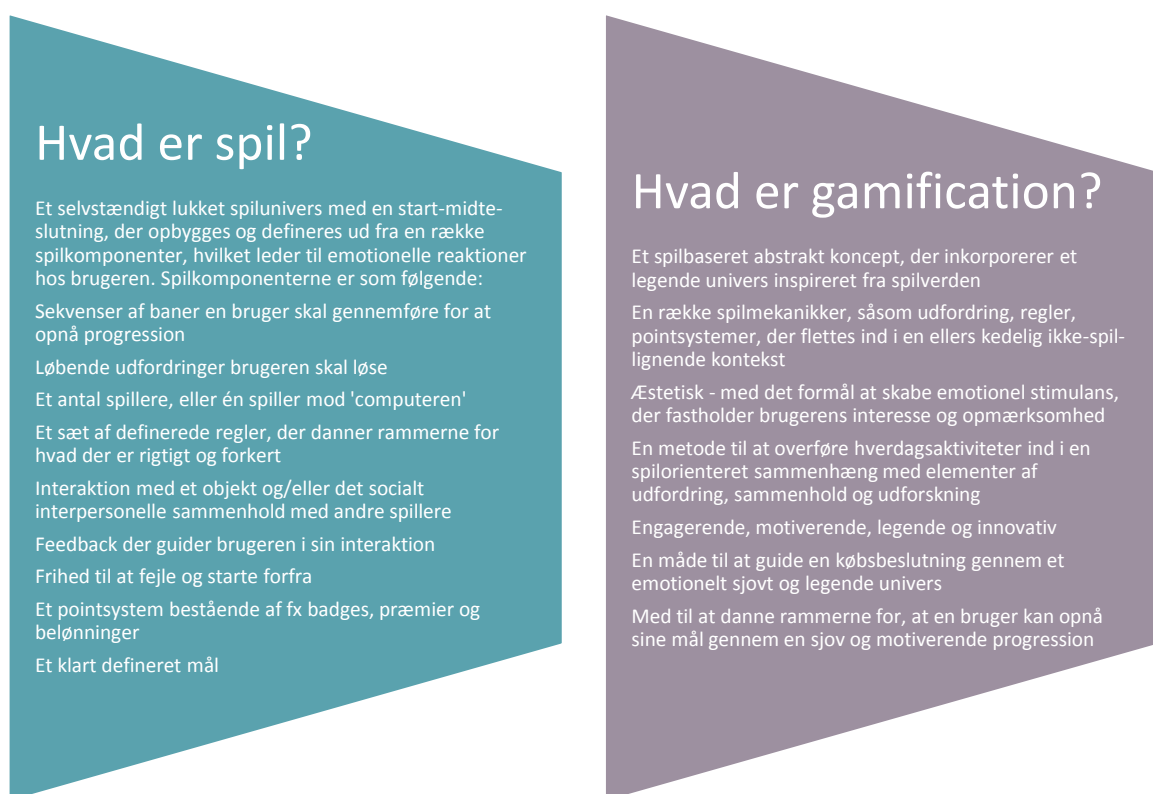 Hvad er spil?
Et selvstændigt lukket spilunivers med en start-midte-
slutning, der opbygges og defineres ud fra en række
spilkomponenter, hvilket leder til emotionelle reaktioner
hos brugeren. Spilkomponenterne er som følgende:
Sekvenser af baner en bruger skal gennemføre for at
opnå progression
Løbende udfordringer brugeren skal løse
Et antal spillere, eller én spiller mod 'computeren'
Et sæt af definerede regler, der danner rammerne for
hvad der er rigtigt og forkert
Interaktion med et objekt og/eller det socialt
interpersonelle sammenhold med andre spillere
Feedback der guider brugeren i sin interaktion
Frihed til at fejle og starte forfra
Et pointsystem bestående af fx badges, præmier og
belønninger
Et klart defineret mål
Hvad er gamification?
Et spilbaseret abstrakt koncept, der inkorporerer et
legende univers inspireret fra spilverden
En række spilmekanikker, såsom udfordring, regler,
pointsystemer, der flettes ind i en ellers kedelig ikke-spil-
lignende kontekst
Æstetisk - med det formål at skabe emotionel stimulans,
der fastholder brugerens interesse og opmærksomhed
En metode til at overføre hverdagsaktiviteter ind i en
spilorienteret sammenhæng med elementer af
udfordring, sammenhold og udforskning
Engagerende, motiverende, legende og innovativ
En måde til at guide en købsbeslutning gennem et
emotionelt sjovt og legende univers
Med til at danne rammerne for, at en bruger kan opnå
sine mål gennem en sjov og motiverende progression